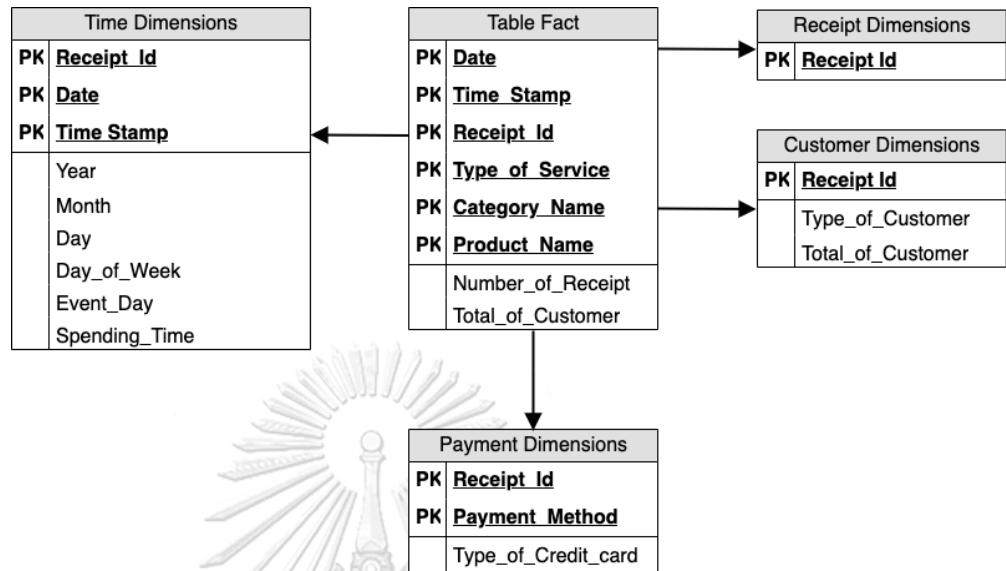 Time Dimensions
PK Receipt_Id
PK Date
PK Time Stamp
Year
Month
Day
Day_of_Week
Event_Day
Spending_Time
Table Fact
PK Date
PK Time_Stamp
PK Receipt_Id
PK Type_of_Service
PK Category_Name
PK Product_Name
Number_of_Receipt
Total_of_Customer
Receipt Dimensions
PK Receipt Id
Customer Dimensions
PK Receipt Id
Type_of_Customer
Total_of_Customer
Payment Dimensions
PK Receipt_Id
PK Payment_Method
Type_of_Credit_card